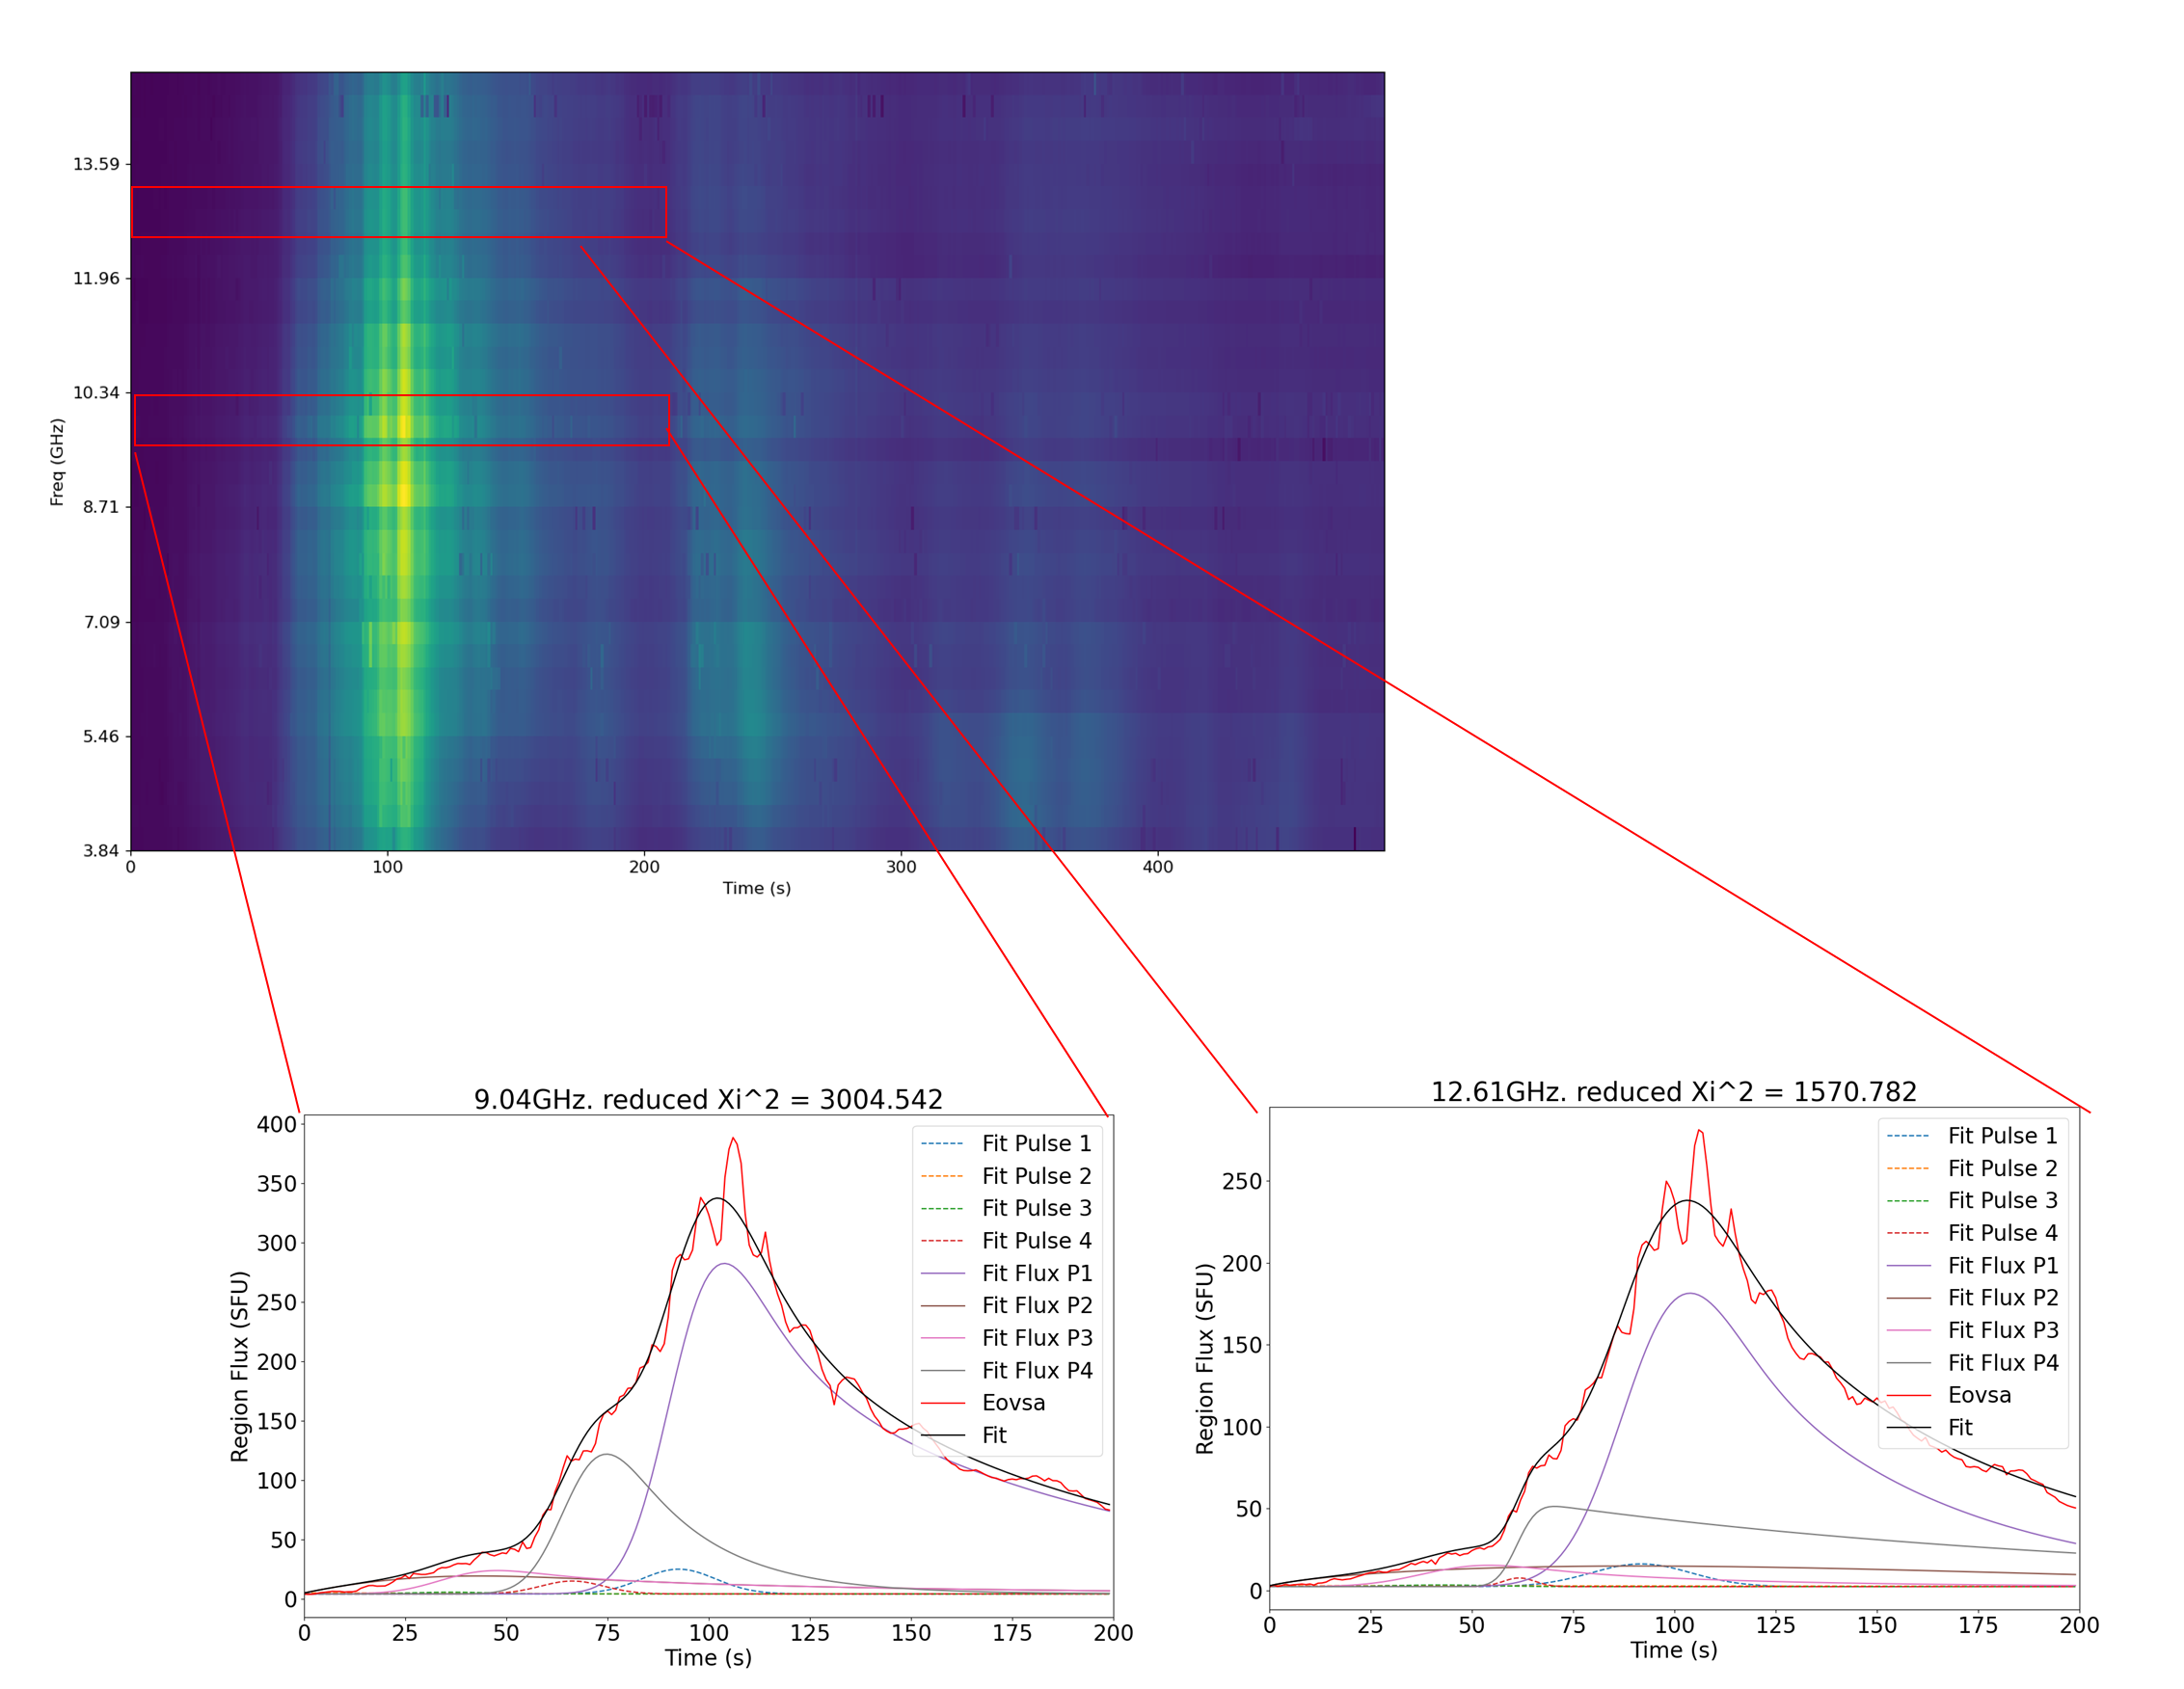 Freq (GHz)
13.59
11.96
10.34
8.71
7.09
5.46
3.84
0 100 200 300 400
Time (s)
9.04GHz. reduced Xi^2 = 3004.542
Region Flux (SFU)
400
350
300
250
200
150
100
50
0
Fit Pulse 1
Fit Pulse 2
Fit Pulse 3
Fit Pulse 4
Fit Flux P1
Fit Flux P2
Fit Flux P3
Fit Flux P4
Eovsa
Fit
0 25 50 75 100 125 150 175 200
Time (s)
12.61GHz. reduced Xi^2 = 1570.782
Region Flux (SFU)
250
200
150
100
50
0
Fit Pulse 1
Fit Pulse 2
Fit Pulse 3
Fit Pulse 4
Fit Flux P1
Fit Flux P2
Fit Flux P3
Fit Flux P4
Eovsa
Fit
0 25 50 75 100 125 150 175 200
Time (s)